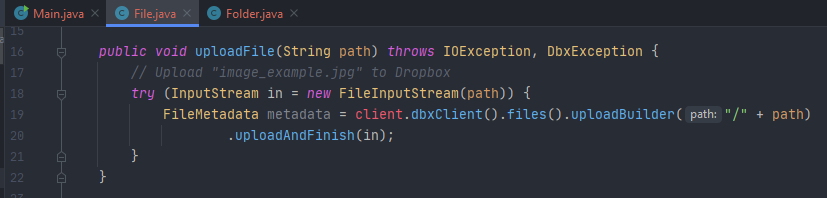 Main.java × File.java × Folder.java ×
15
16 public void uploadFile(String path) throws IOException, DbxException {
17 // Upload "image_example.jpg" to Dropbox
18 try (InputStream in = new FileInputStream(path)) {
19 FileMetadata metadata = client.dbxClient().files().uploadBuilder( path: "/" + path)
20 .uploadAndFinish(in);
21 }
22 }